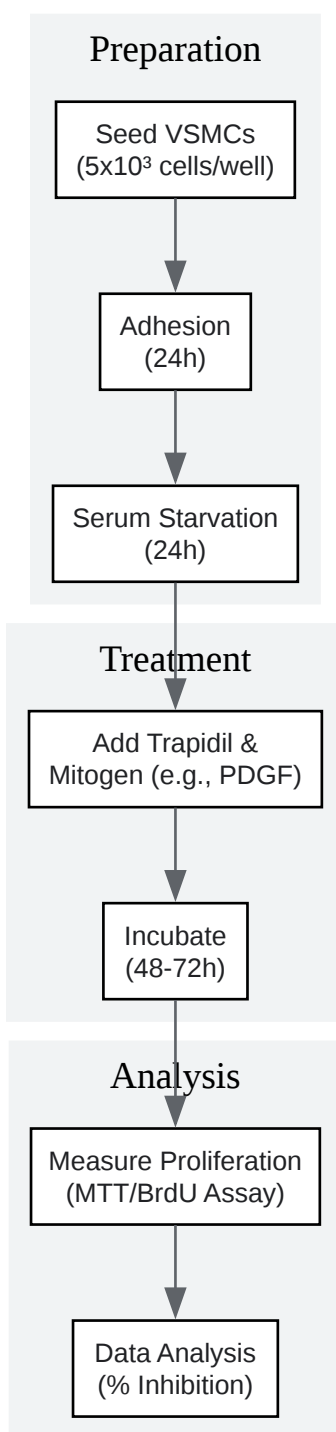 Preparation
Seed VSMCs
(5x10³ cells/well)
Adhesion
(24h)
Serum Starvation
(24h)
Treatment
Add Trapidil &
Mitogen (e.g., PDGF)
Incubate
(48-72h)
Analysis
Measure Proliferation
(MTT/BrdU Assay)
Data Analysis
(% Inhibition)